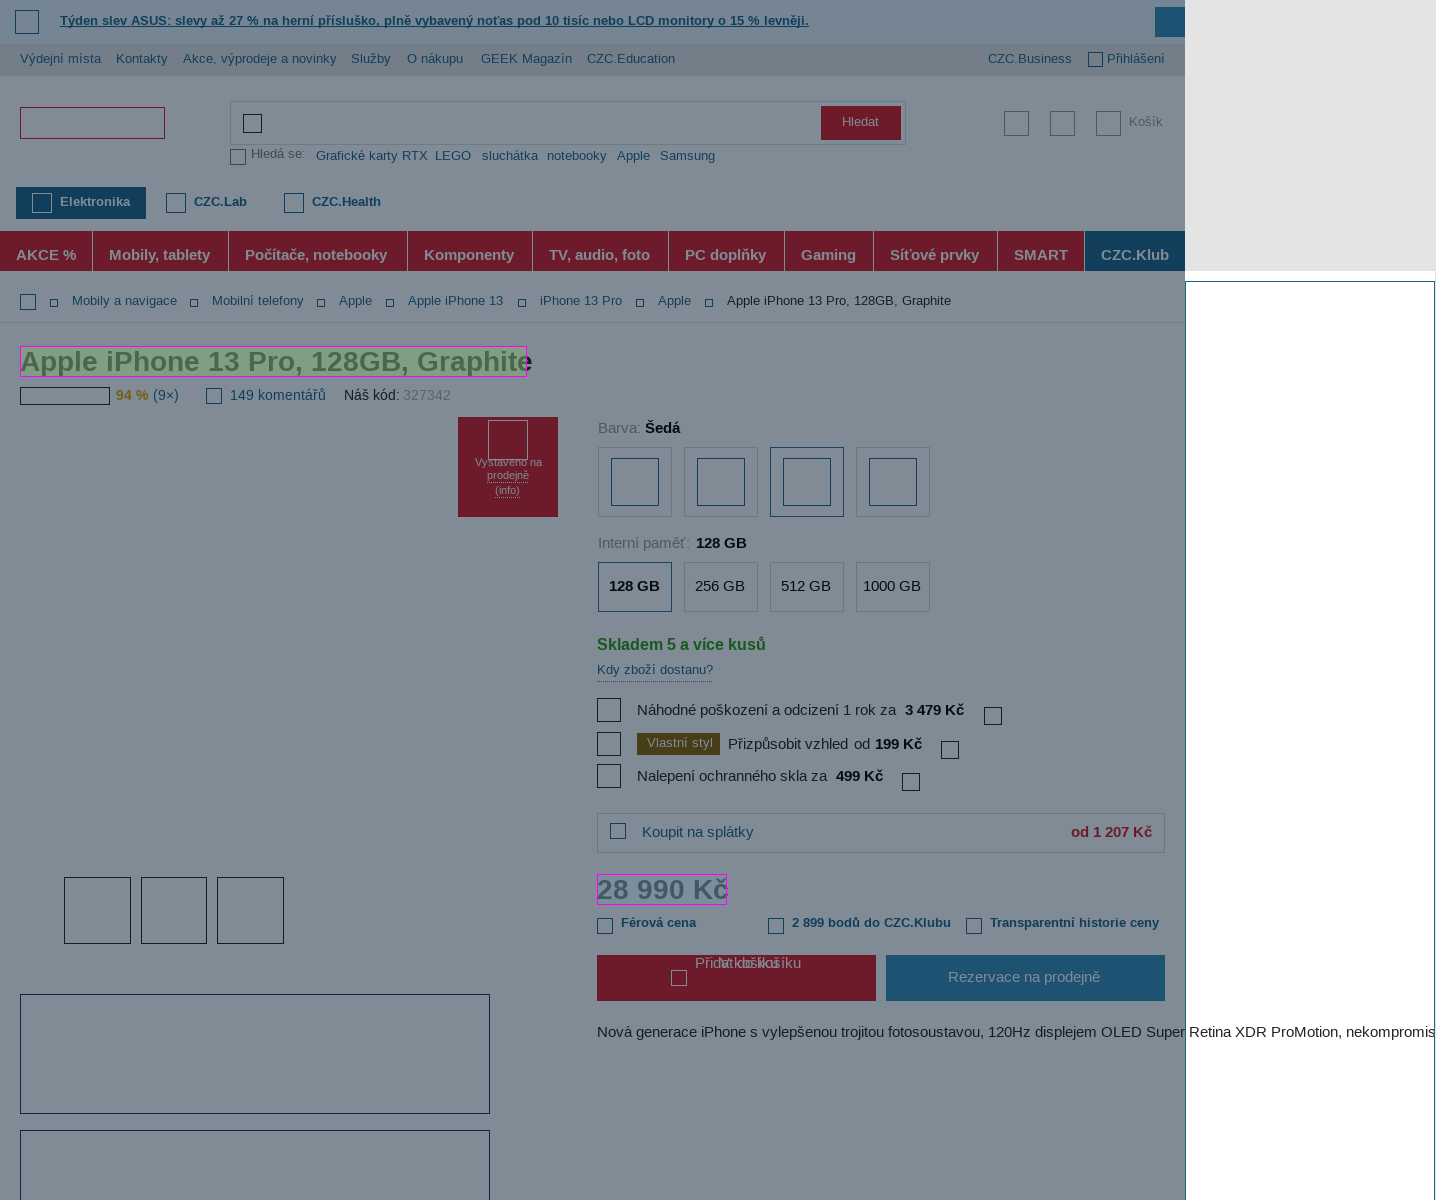 Týden slev ASUS: slevy až 27 % na herní přísluško, plně vybavený noťas pod 10 tisíc nebo LCD monitory o 15 % levněji.
Výdejní místa Kontakty Akce, výprodeje a novinky Služby O nákupu GEEK Magazín CZC.Education CZC.Business Přihlášení
Hledat Košík
Hledá se: Grafické karty RTX LEGO sluchátka notebooky Apple Samsung
Elektronika CZC.Lab CZC.Health
AKCE % Mobily, tablety Počítače, notebooky Komponenty TV, audio, foto PC doplňky Gaming Síťové prvky SMART CZC.Klub
Mobily a navigace Mobilní telefony Apple Apple iPhone 13 iPhone 13 Pro Apple Apple iPhone 13 Pro, 128GB, Graphite
Apple iPhone 13 Pro, 128GB, Graphite
94 % (9×) 149 komentářů Náš kód: 327342
Vystaveno na
prodejně
(info)
Barva: Šedá
Interní paměť: 128 GB
128 GB 256 GB 512 GB 1000 GB
Skladem 5 a více kusů
Kdy zboží dostanu?
Náhodné poškození a odcizení 1 rok za 3 479 Kč
Vlastní styl Přizpůsobit vzhled od 199 Kč
Nalepení ochranného skla za 499 Kč
Koupit na splátky od 1 207 Kč
28 990 Kč
Férová cena 2 899 bodů do CZC.Klubu Transparentní historie ceny
Přidat do košíku V košíku Rezervace na prodejně
Nová generace iPhone s vylepšenou trojitou fotosoustavou, 120Hz displejem OLED Super Retina XDR ProMotion, nekompromis